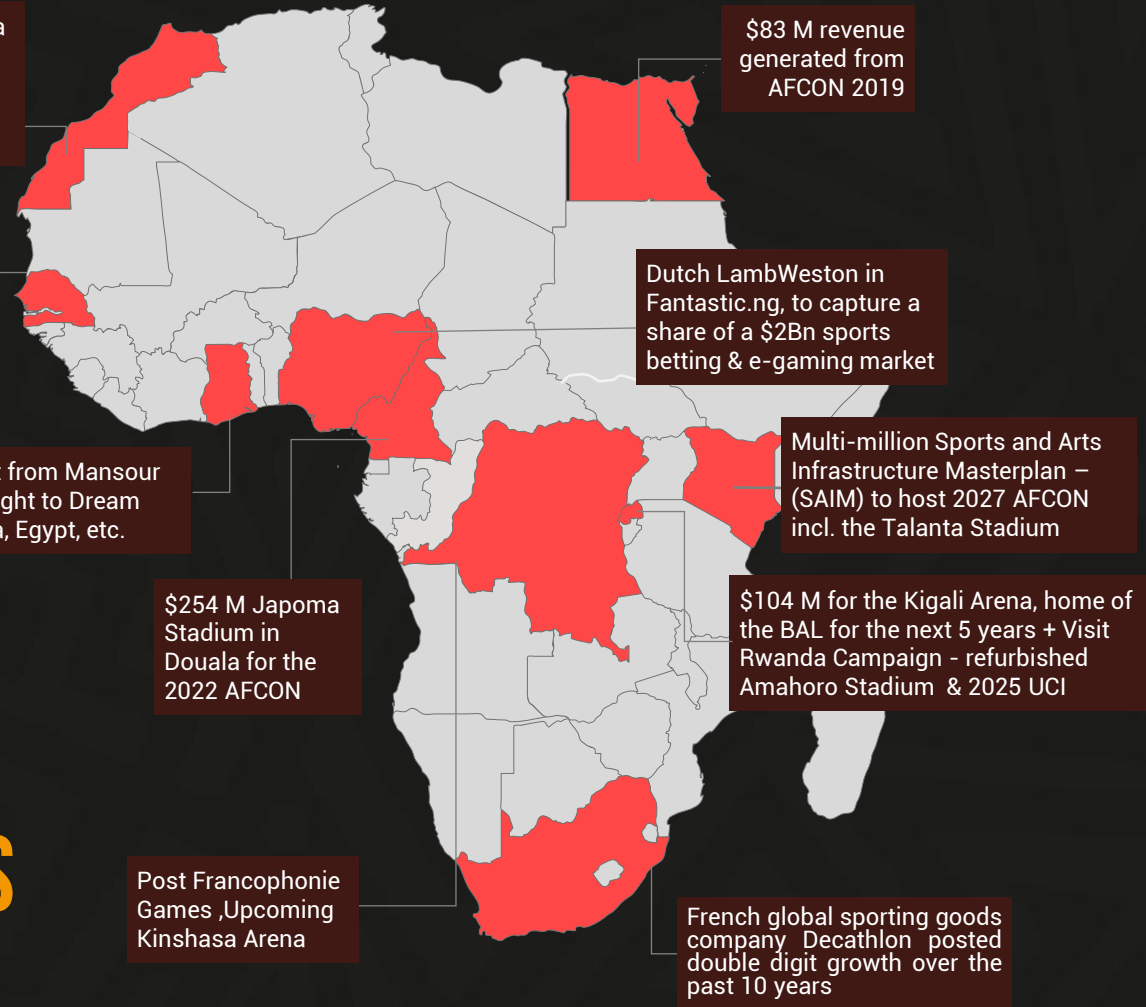 a
$83 M revenue
generated from
AFCON 2019
Dutch LambWeston in
Fantastic.ng, to capture a
share of a $2Bn sports
betting & e-gaming market
Multi-million Sports and Arts
Infrastructure Masterplan –
(SAIM) to host 2027 AFCON
incl. the Talanta Stadium
from Mansour
ght to Dream
a, Egypt, etc.
$254 M Japoma
Stadium in
Douala for the
2022 AFCON
$104 M for the Kigali Arena, home of
the BAL for the next 5 years + Visit
Rwanda Campaign - refurbished
Amahoro Stadium & 2025 UCI
S
Post Francophonie
Games ,Upcoming
Kinshasa Arena
French global sporting goods
company Decathlon posted
double digit growth over the
past 10 years